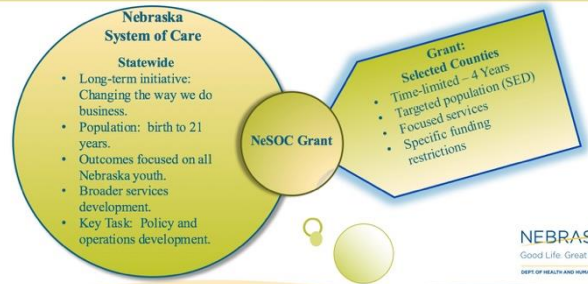 Nebraska
System of Care
Statewide
• Long-term initiative:
Changing the way we do
business.
• Population: birth to 21
years.
• Outcomes focused on all
Nebraska youth.
• Broader services
development.
• Key Task: Policy and
operations development.
NeSOC Grant
Grant:
Selected Counties
• Time-limited – 4 Years
• Targeted population (SED)
• Focused services
• Specific funding
restrictions
NEBRAS
Good Life. Great
DEPT OF HEALTH AND HUMA